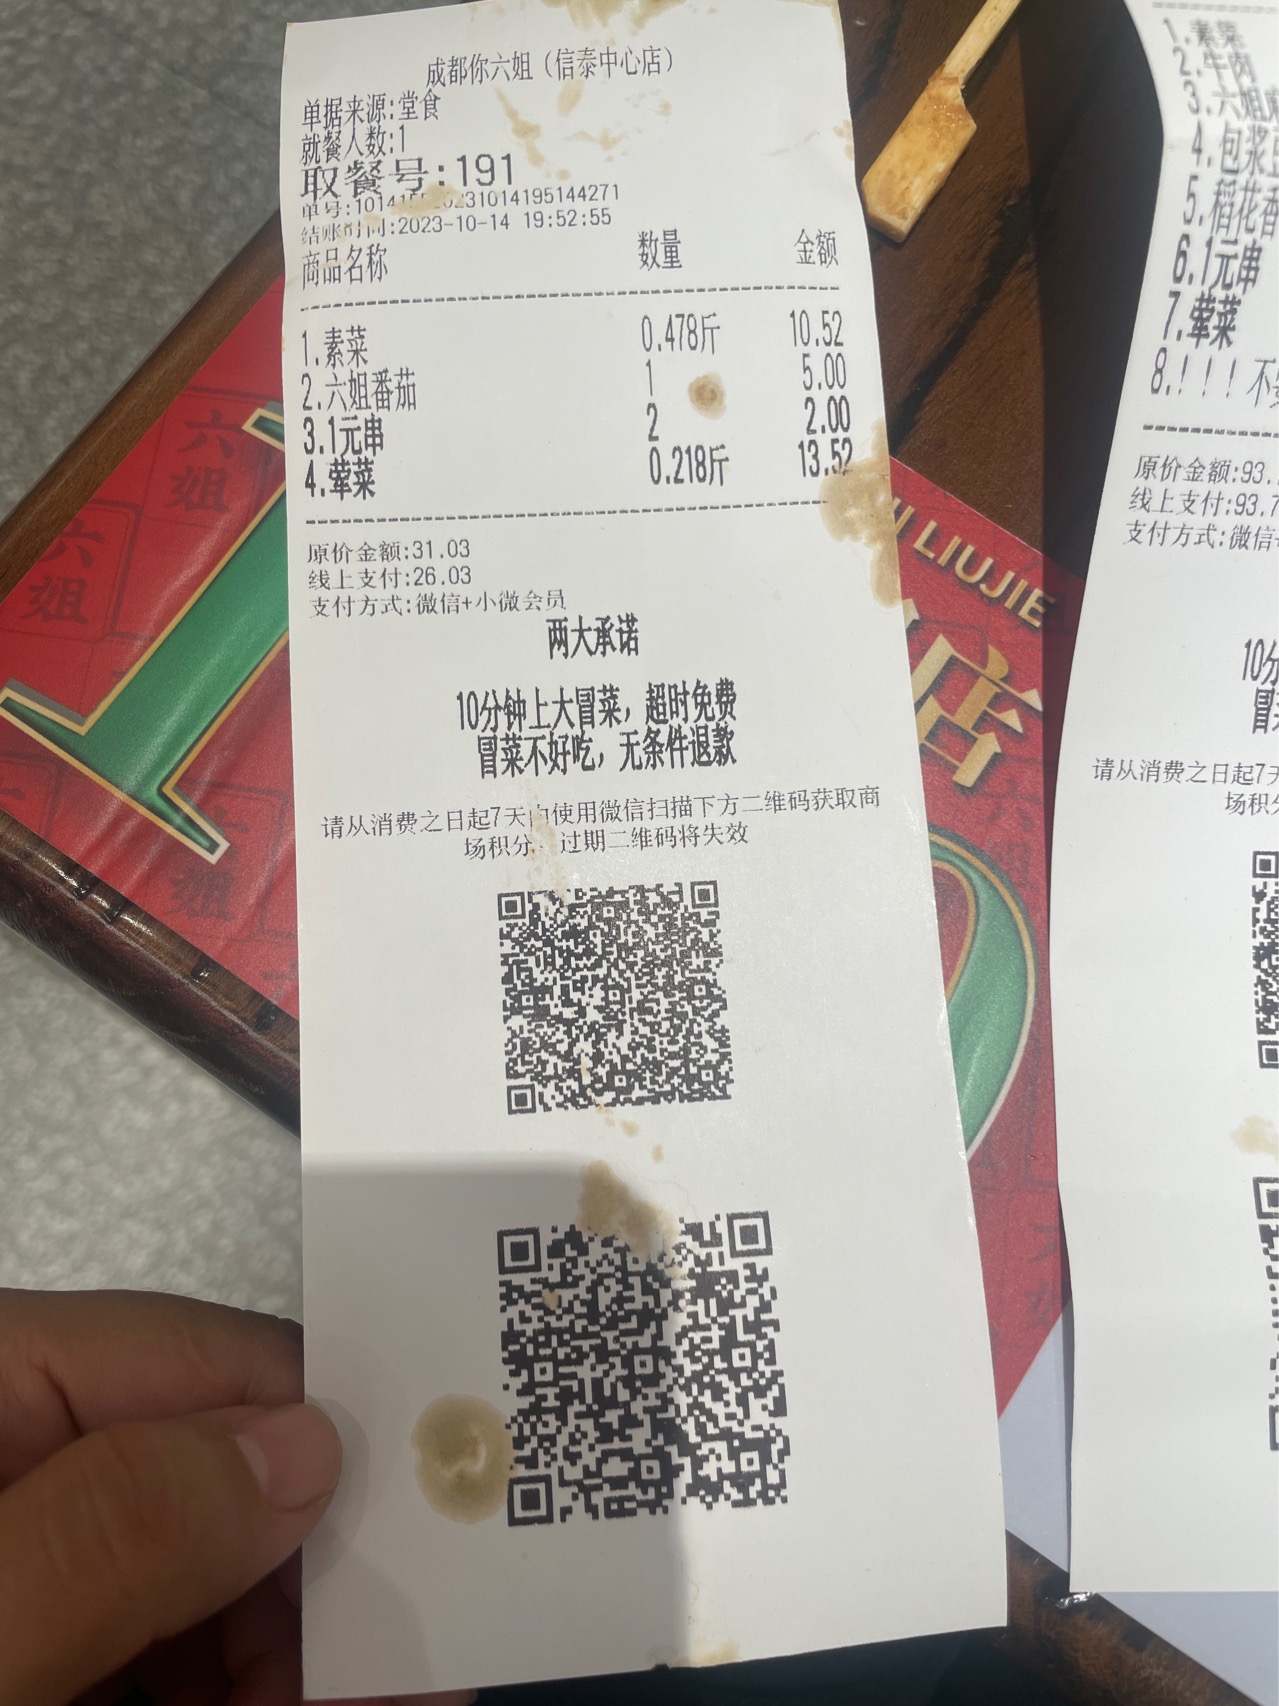 成都你六姐（信泰中心店）
单据来源:堂食
就餐人数:1
取餐号:191
结账时间:2023-10-14 19:52:55
商品名称 数量 金额
1.素菜 0.478斤 10.52
2.六姐番茄 1 5.00
3.1元串 2 2.00
4.荤菜 0.218斤 13.52
原价金额:31.03
线上支付:26.03
支付方式:微信+小微会员
两大承诺
10分钟上大冒菜，超时免费
冒菜不好吃，无条件退款
请从消费之日起7天内使用微信扫描下方二维码获取商
场积分，过期二维码将失效
1.素菜
2.牛肉
3.六姐
4.包浆
5.稻花香
6.1元串
7.荤菜
8.！！！不
原价金额:93.
线上支付:93.7
支付方式:微信
10分
冒
请从消费之日起7天
场积
LIUJIE
店
六姐
六姐